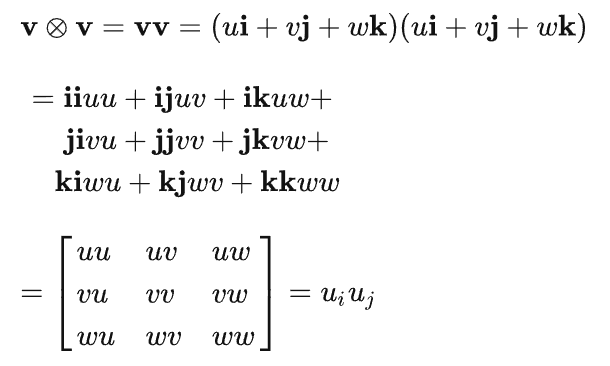 𝐯 ⊗ 𝐯 = 𝐯𝐯 = (u𝐢 + v𝐣 + w𝐤)(u𝐢 + v𝐣 + w𝐤)
= 𝐢𝐢uu + 𝐢𝐣uv + 𝐢𝐤uw+
𝐣𝐢vu + 𝐣𝐣vv + 𝐣𝐤vw+
𝐤𝐢wu + 𝐤𝐣wv + 𝐤𝐤ww
uu uv uw
= [ vu vv vw ] = uᵢuⱼ
wu wv ww